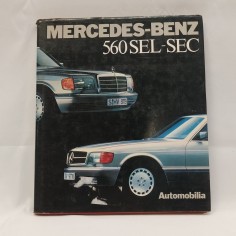 MERCEDES-BENZ
560 SEL-SEC
Automobilia